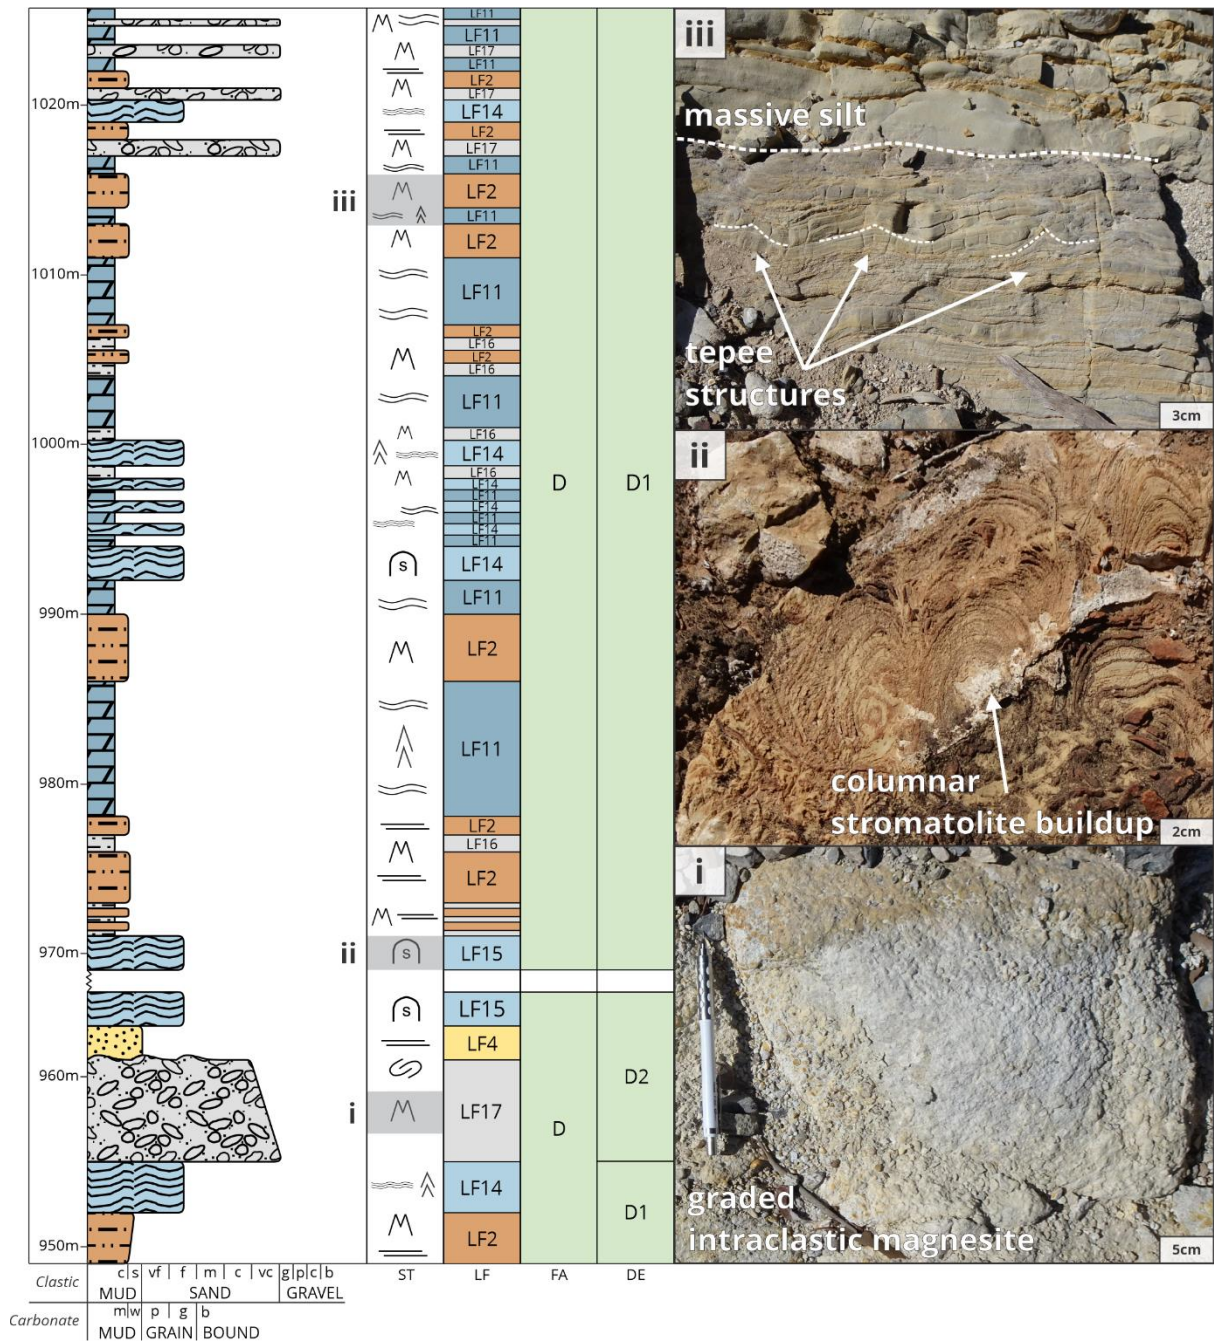 1020m
1010m
1000m
990m
980m
970m
960m
950m
iii
ii
i
s
s
s
LF11
LF11
LF17
LF11
LF2
LF17
LF14
LF2
LF17
LF11
LF2
LF11
LF2
LF11
LF2
LF16
LF2
LF16
LF11
LF16
LF14
LF16
LF14
LF11
LF14
LF11
LF14
LF11
LF14
LF11
LF2
LF11
LF2
LF16
LF2
LF15
LF15
LF4
LF17
LF14
LF2
D
D
D1
D2
D1
iii
massive silt
tepee
structures
3cm
ii
columnar
stromatolite buildup
2cm
i
graded
intraclastic magnesite
5cm
Clastic
c s vf f m c vc g p c b
MUD SAND GRAVEL
ST LF FA DE
Carbonate
m w p g b
MUD GRAIN BOUND